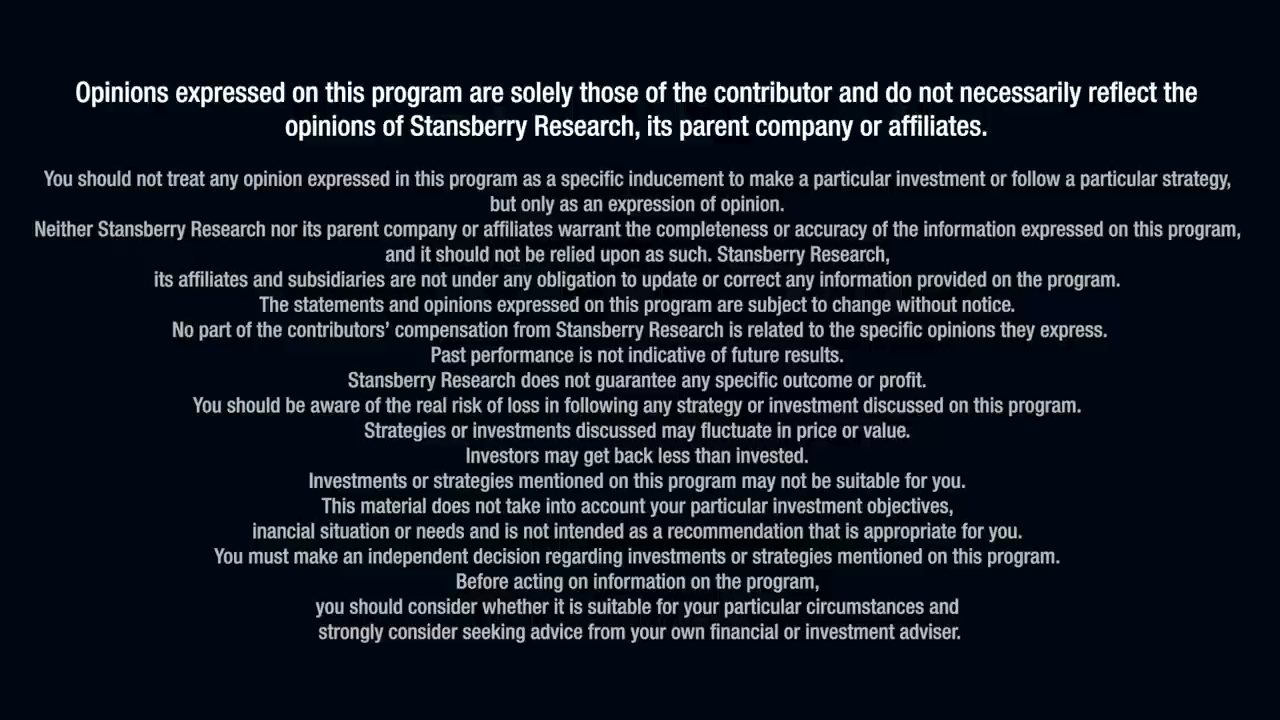 Opinions expressed on this program are solely those of the contributor and do not necessarily reflect the
opinions of Stansberry Research, its parent company or affiliates.
You should not treat any opinion expressed in this program as a specific inducement to make a particular investment or follow a particular strategy,
but only as an expression of opinion.
Neither Stansberry Research nor its parent company or affiliates warrant the completeness or accuracy of the information expressed on this program,
and it should not be relied upon as such. Stansberry Research,
its affiliates and subsidiaries are not under any obligation to update or correct any information provided on the program.
The statements and opinions expressed on this program are subject to change without notice.
No part of the contributors’ compensation from Stansberry Research is related to the specific opinions they express.
Past performance is not indicative of future results.
Stansberry Research does not guarantee any specific outcome or profit.
You should be aware of the real risk of loss in following any strategy or investment discussed on this program.
Strategies or investments discussed may fluctuate in price or value.
Investors may get back less than invested.
Investments or strategies mentioned on this program may not be suitable for you.
This material does not take into account your particular investment objectives,
inancial situation or needs and is not intended as a recommendation that is appropriate for you.
You must make an independent decision regarding investments or strategies mentioned on this program.
Before acting on information on the program,
you should consider whether it is suitable for your particular circumstances and
strongly consider seeking advice from your own financial or investment adviser.